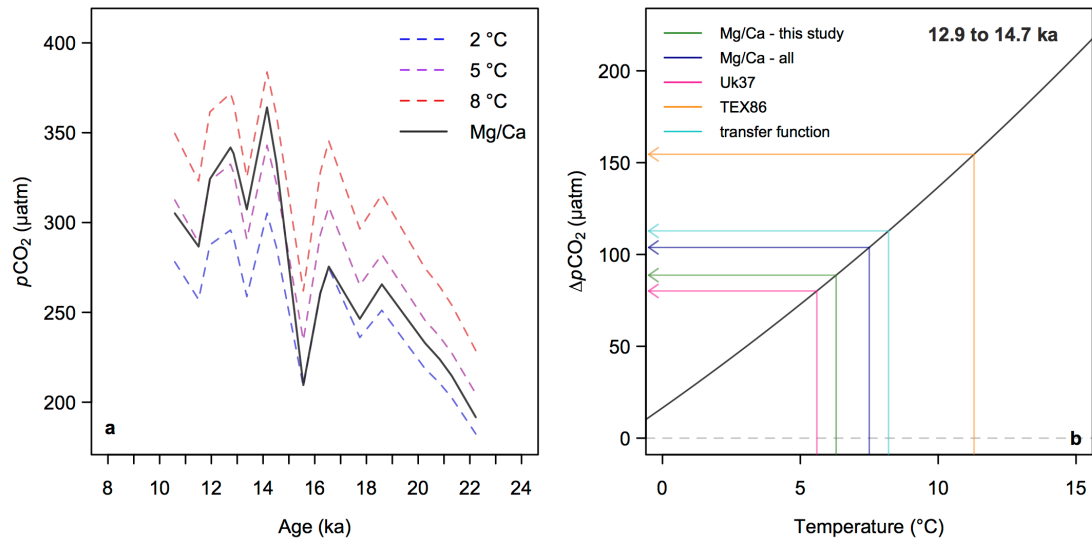 400
350
300
250
200
pCO₂ (µatm)
2 °C
5 °C
8 °C
Mg/Ca
a
8 10 12 14 16 18 20 22 24
Age (ka)
200
150
100
50
0
ΔpCO₂ (µatm)
Mg/Ca - this study
Mg/Ca - all
Uk37
TEX86
transfer function
12.9 to 14.7 ka
b
0 5 10 15
Temperature (°C)